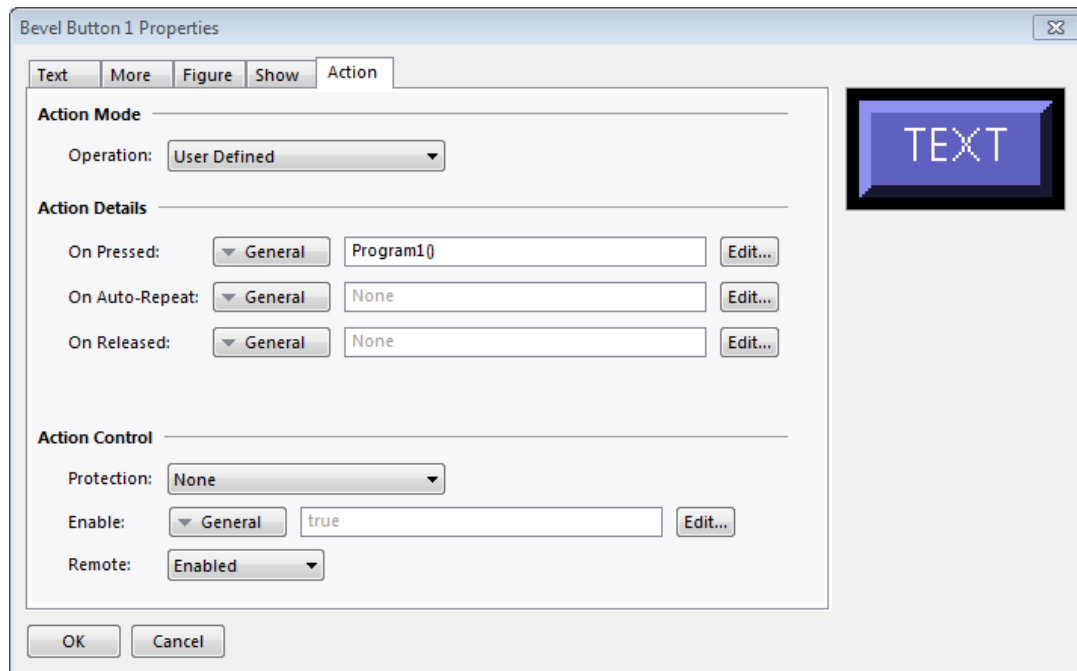 Bevel Button 1 Properties
Text More Figure Show Action
Action Mode
Operation: User Defined
TEXT
Action Details
On Pressed: General Program1() Edit...
On Auto-Repeat: General None Edit...
On Released: General None Edit...
Action Control
Protection: None
Enable: General true Edit...
Remote: Enabled
OK Cancel